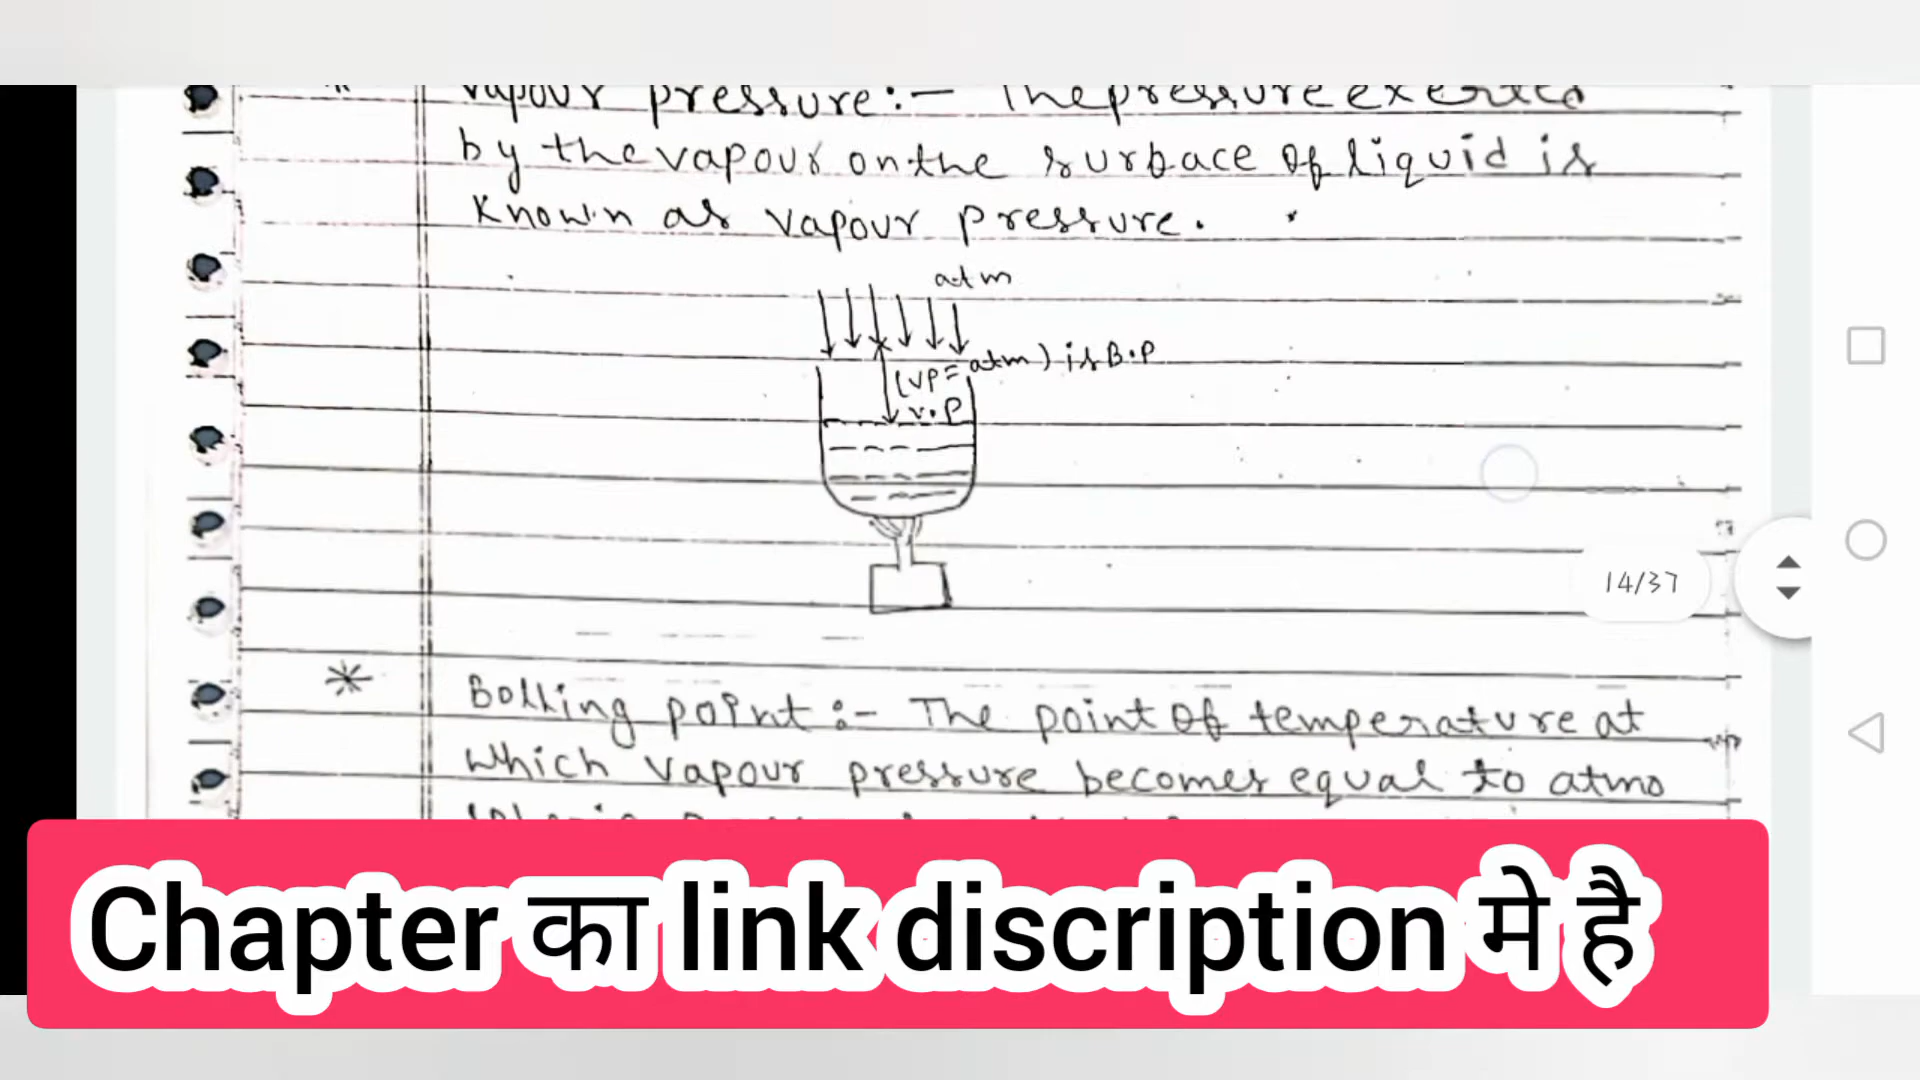 vapour pressure:- The pressure exerted
by the vapour on the surface of liquid is
Known as vapour pressure.
atm
(VP= atm) is B.P
V.P
14/37
* Boiling point :- The point of temperature at
which vapour pressure becomes equal to atmo
Chapter का link discription मे है